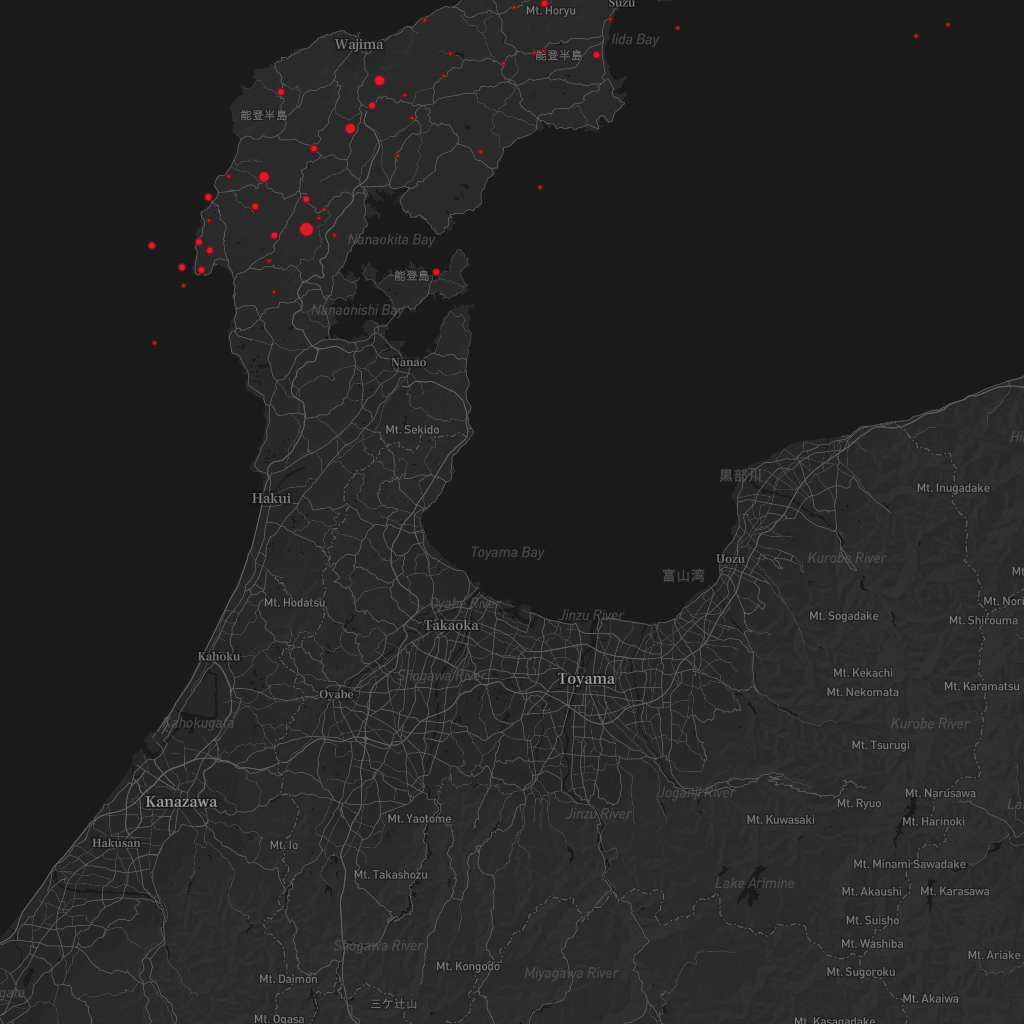 Suzu
Mt. Horyu
Iida Bay
Wajima
能登半島
能登半島
Nanaokita Bay
能登島
Nanaonishi Bay
Nanao
Mt. Sekido
黒部川
Mt. Inugadake
Hakui
Toyama Bay
Uozu
Kurobe River
富山湾
Mt. Hodatsu
Oyabe River
Jinzu River
Mt. Sogadake
Mt. Shirouma
Takaoka
Kahoku
Shogawa River
Toyama
Mt. Kekachi
Oyabe
Mt. Nekomata
Mt. Karamatsu
Kahokugata
Kurobe River
Mt. Tsurugi
Joganji River
Mt. Narusawa
Kanazawa
Mt. Ryuo
Mt. Yaotome
Jinzu River
Mt. Kuwasaki
Mt. Harinoki
Hakusan
Mt. Io
Mt. Minami Sawadake
Mt. Takashozu
Lake Arimine
Mt. Akaushi
Mt. Karasawa
Mt. Suisho
Shogawa River
Mt. Washiba
Mt. Ariake
Mt. Kongodo
Miyagawa River
Mt. Sugoroku
Mt. Daimon
三ケ辻山
Mt. Akaiwa
Mt. Ogasa
Mt. Kasagadake